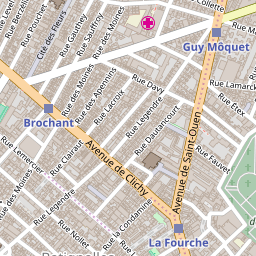 Collette
Rue des Moines
Rue Sauffroy
Rue Gauthey
Cité des Fleurs
Rue Pouchet
Guy Môquet
Rue Davy
Rue Lamarck
Rue Etex
Rue des Moines
Rue des Apennins
Rue Lacroix
Rue Legendre
Rue Dautancourt
Brochant
Avenue de Clichy
Avenue de Saint-Ouen
Rue Fauvet
Rue Lemercier
Rue Clairaut
Rue Legendre
Rue Nollet
Rue la Condamine
La Fourche